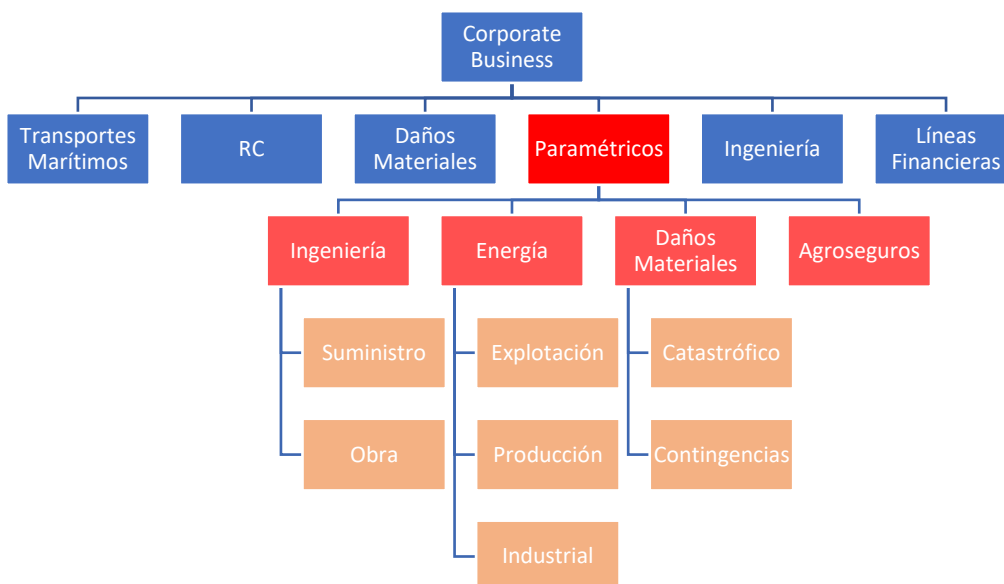 Corporate
Business
Transportes
Marítimos
RC
Daños
Materiales
Paramétricos
Ingeniería
Líneas
Financieras
Ingeniería
Energía
Daños
Materiales
Agroseguros
Suministro
Explotación
Catastrófico
Obra
Producción
Contingencias
Industrial